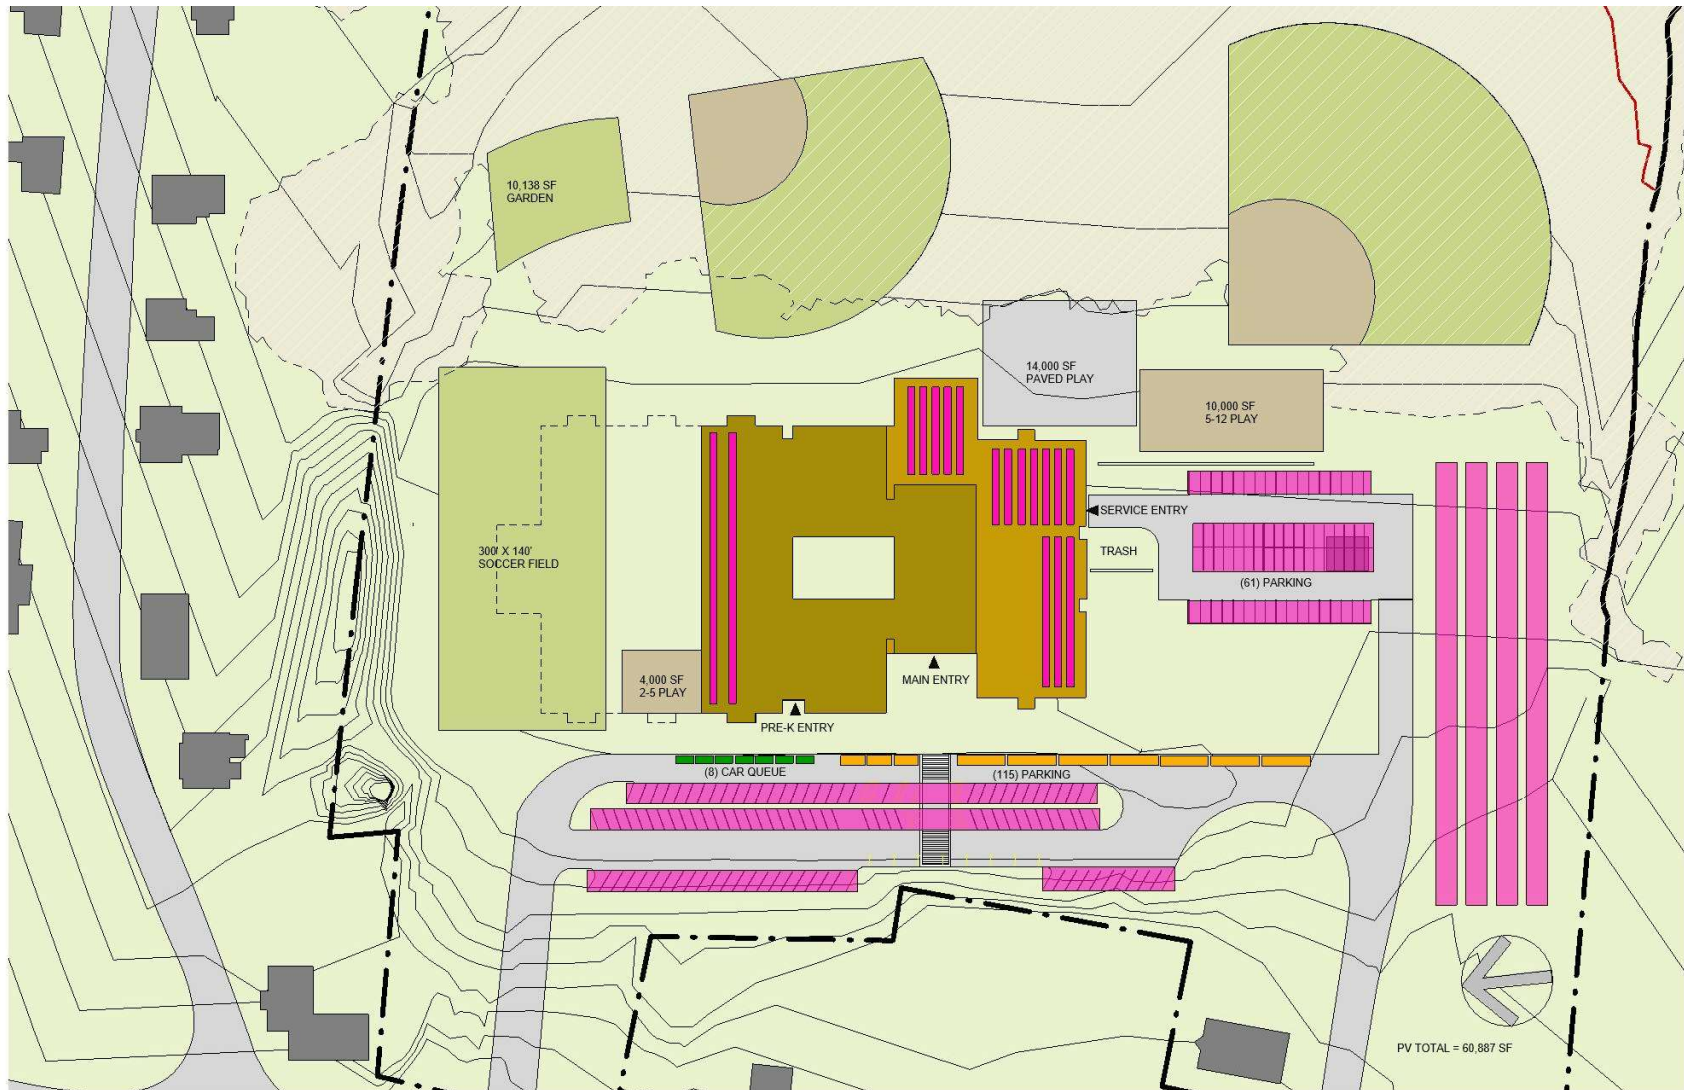 10,138 SF
GARDEN
14,000 SF
PAVED PLAY
10,000 SF
5-12 PLAY
SERVICE ENTRY
300' X 140'
SOCCER FIELD
TRASH
(61) PARKING
4,000 SF
2-5 PLAY
MAIN ENTRY
PRE-K ENTRY
(8) CAR QUEUE
(115) PARKING
PV TOTAL = 60,887 SF